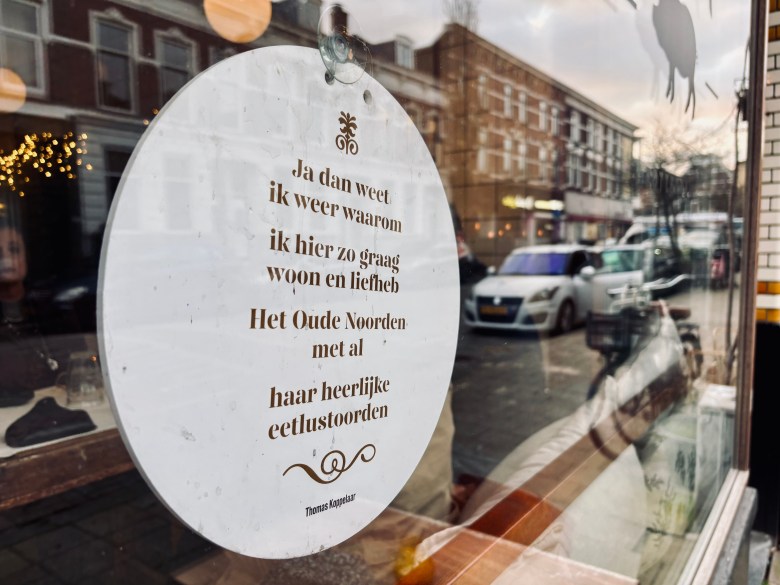 Ja dan weet
ik weer waarom
ik hier zo graag
woon en liefheb
Het Oude Noorden
met al
haar heerlijke
eetlustoorden
Thomas Koppelaar